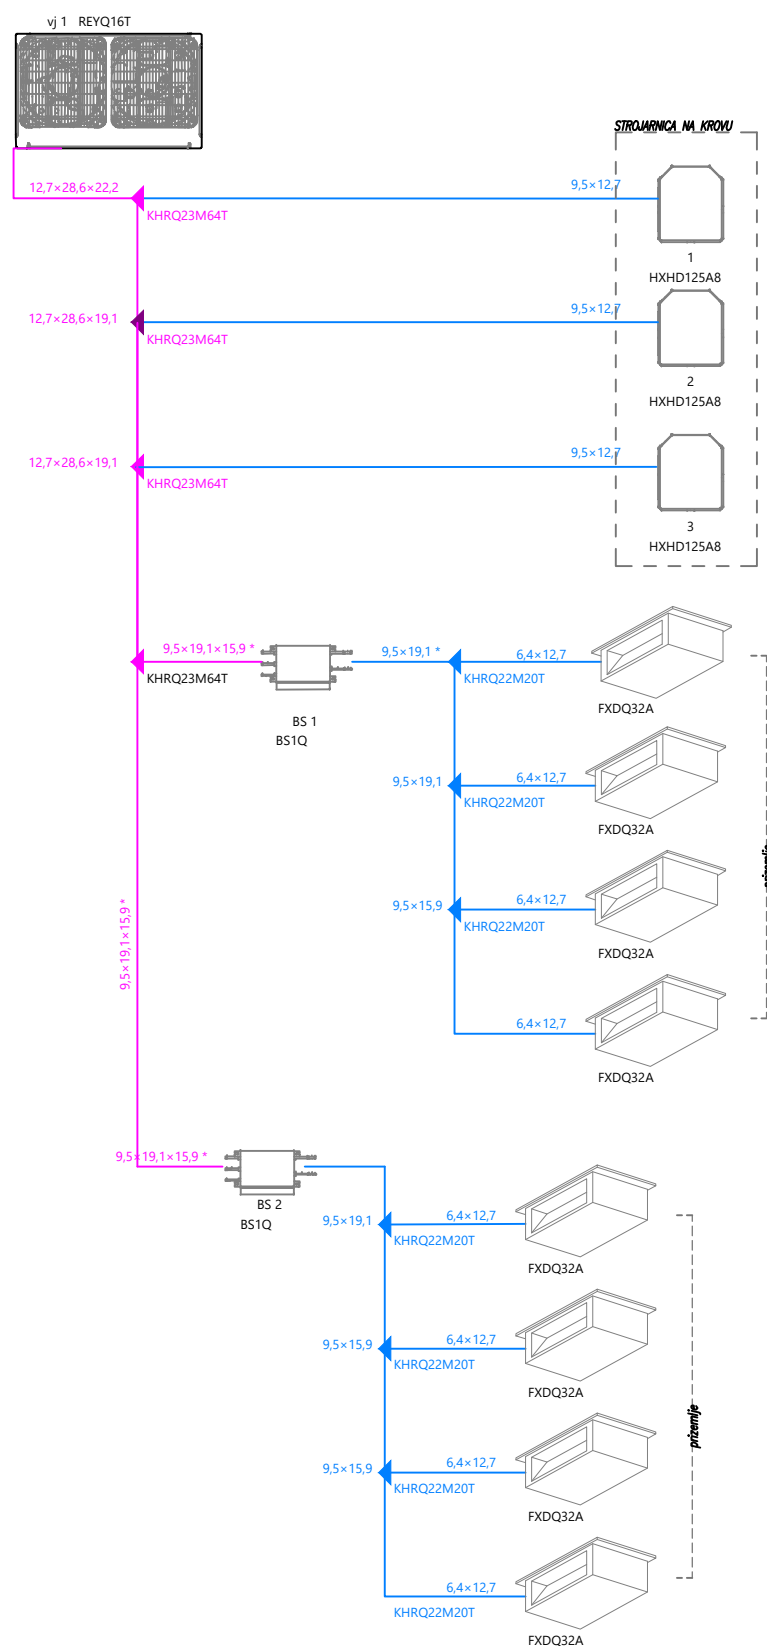 vj 1 REYQ16T
STROJARNICA NA KROVU
12,7×28,6×22,2
9,5×12,7
KHRQ23M64T
1
HXHD125A8
12,7×28,6×19,1
9,5×12,7
KHRQ23M64T
2
HXHD125A8
12,7×28,6×19,1
9,5×12,7
KHRQ23M64T
3
HXHD125A8
9,5×19,1×15,9 *
9,5×19,1 *
6,4×12,7
KHRQ23M64T
KHRQ22M20T
FXDQ32A
BS 1
BS1Q
9,5×19,1
6,4×12,7
KHRQ22M20T
FXDQ32A
prizemlje
9,5×15,9
6,4×12,7
KHRQ22M20T
FXDQ32A
9,5×19,1×15,9 *
6,4×12,7
FXDQ32A
9,5×19,1×15,9 *
BS 2
BS1Q
9,5×19,1
6,4×12,7
KHRQ22M20T
FXDQ32A
9,5×15,9
6,4×12,7
KHRQ22M20T
FXDQ32A
prizemlje
9,5×15,9
6,4×12,7
KHRQ22M20T
FXDQ32A
6,4×12,7
KHRQ22M20T
FXDQ32A